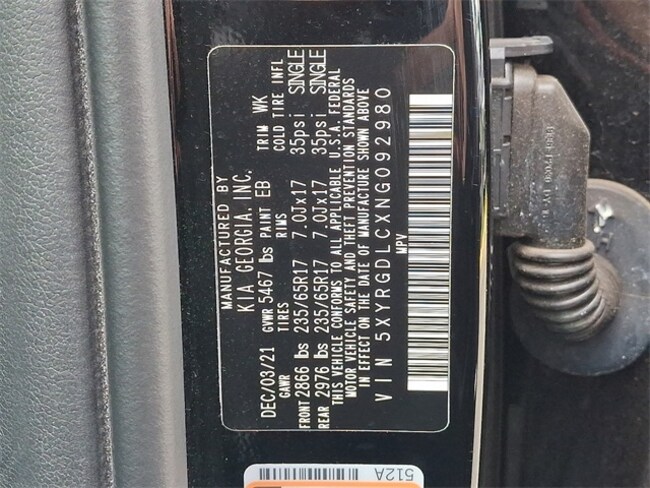 MANUFACTURED BY
KIA GEORGIA. INC.
DEC/03/21 GVWR 5467 lbs PAINT EB TRIM WK
GAWR TIRES RIMS COLD TIRE INFL
FRONT 2866 lbs 235/65R17 7.0Jx17 35psi SINGLE
REAR 2976 lbs 235/65R17 7.0Jx17 35psi SINGLE
THIS VEHICLE CONFORMS TO ALL APPLICABLE U.S.A. FEDERAL
MOTOR VEHICLE SAFETY AND THEFT PREVENTION STANDARDS
IN EFFECT ON THE DATE OF MANUFACTURE SHOWN ABOVE
VIN 5XYRGDLCXNG092980
MPV
512A